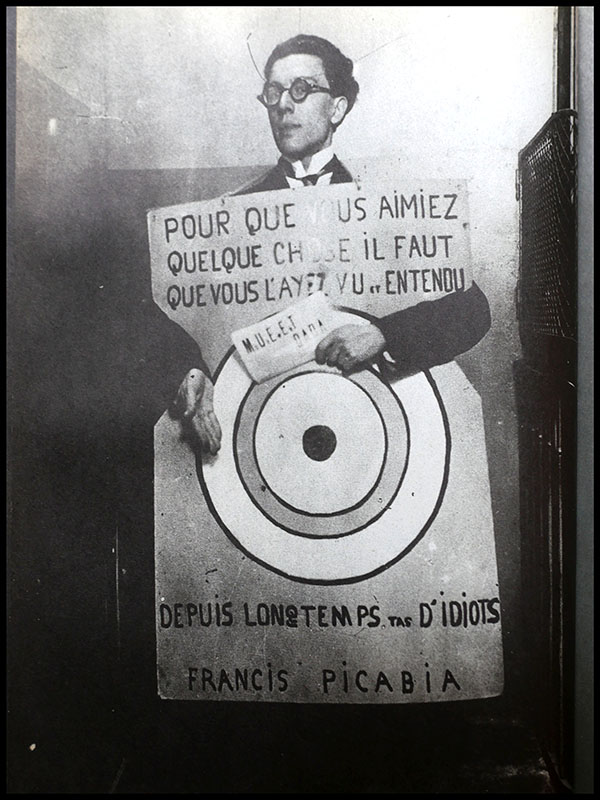 POUR QUE VOUS AIMIEZ
QUELQUE CHOSE IL FAUT
QUE VOUS L'AYEZ VU ET ENTENDU
M.U.E.E.T
DADA
DEPUIS LONGTEMPS TAS D'IDIOTS
FRANCIS PICABIA